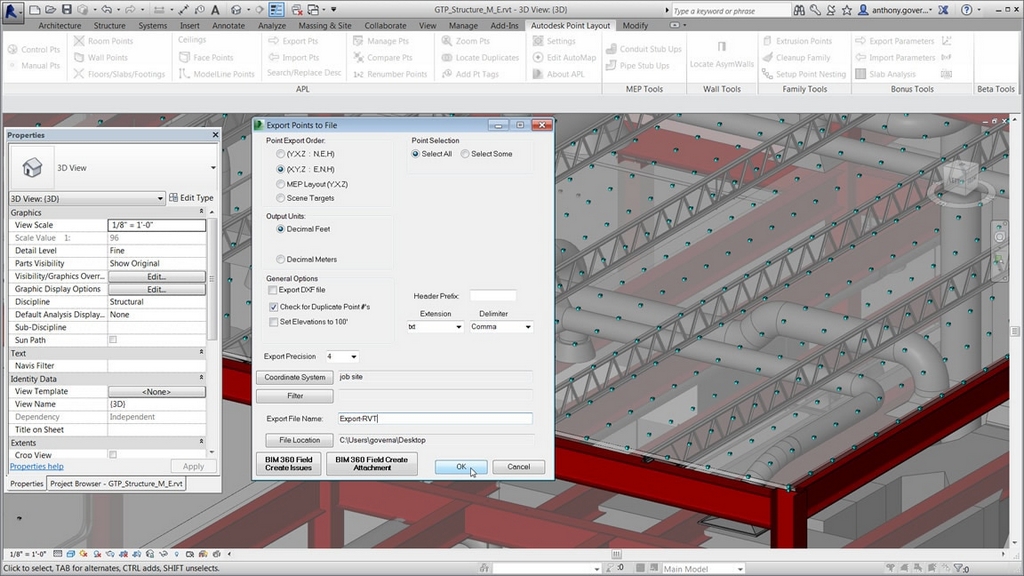 GTP_Structure_M_E.rvt
Type a keyword or phrase
anthony.gover...
Architecture Structure Systems Insert Annotate Analyze Massing & Site Collaborate View Manage Add-Ins Autodesk Point Layout Modify
Control Pts
Manual Pts
Room Points
Wall Points
Floors/Slabs/Footings
Ceilings
Face Points
ModelLine Points
Export Pts
Import Pts
Search/Replace Desc
Manage Pts
Compare Pts
Renumber Points
Zoom Pts
Locate Duplicates
Add Pt Tags
Settings
Edit AutoMap
About APL
Conduit Stub Ups
Pipe Stub Ups
Locate AsymWalls
Extrusion Points
Cleanup Family
Setup Point Nesting
Export Parameters
Import Parameters
Slab Analysis
APL MEP Tools Wall Tools Family Tools Bonus Tools Beta Tools
Properties
3D View
3D View: {3D} Edit Type
Graphics
View Scale 1/8" = 1'-0"
Scale Value 1: 96
Detail Level Fine
Parts Visibility Show Original
Visibility/Graphics Overr... Edit...
Graphic Display Options Edit...
Discipline Structural
Default Analysis Display... None
Sub-Discipline
Sun Path
Text
Navis Filter
Identity Data
View Template <None>
View Name {3D}
Dependency Independent
Title on Sheet
Extents
Crop View
Properties help Apply
Properties Project Browser - GTP_Structure_M_E.rvt
Export Points to File
Point Export Order:
(Y,X,Z : N,E,H)
(X,Y,Z : E,N,H)
MEP Layout (Y,X,Z)
Scene Targets
Point Selection
Select All Select Some
Output Units:
Decimal Feet
Decimal Meters
General Options
Export DXF file
Check for Duplicate Point #'s
Set Elevations to 100'
Header Prefix:
Extension Delimiter
txt Comma
Export Precision 4
Coordinate System job site
Filter
Export File Name: Export-RVT
File Location C:\Users\governa\Desktop
BIM 360 Field Create Issues
BIM 360 Field Create Attachment
OK Cancel
1/8" = 1'-0"
Click to select, TAB for alternates, CTRL adds, SHIFT unselects.
:0 Main Model :0